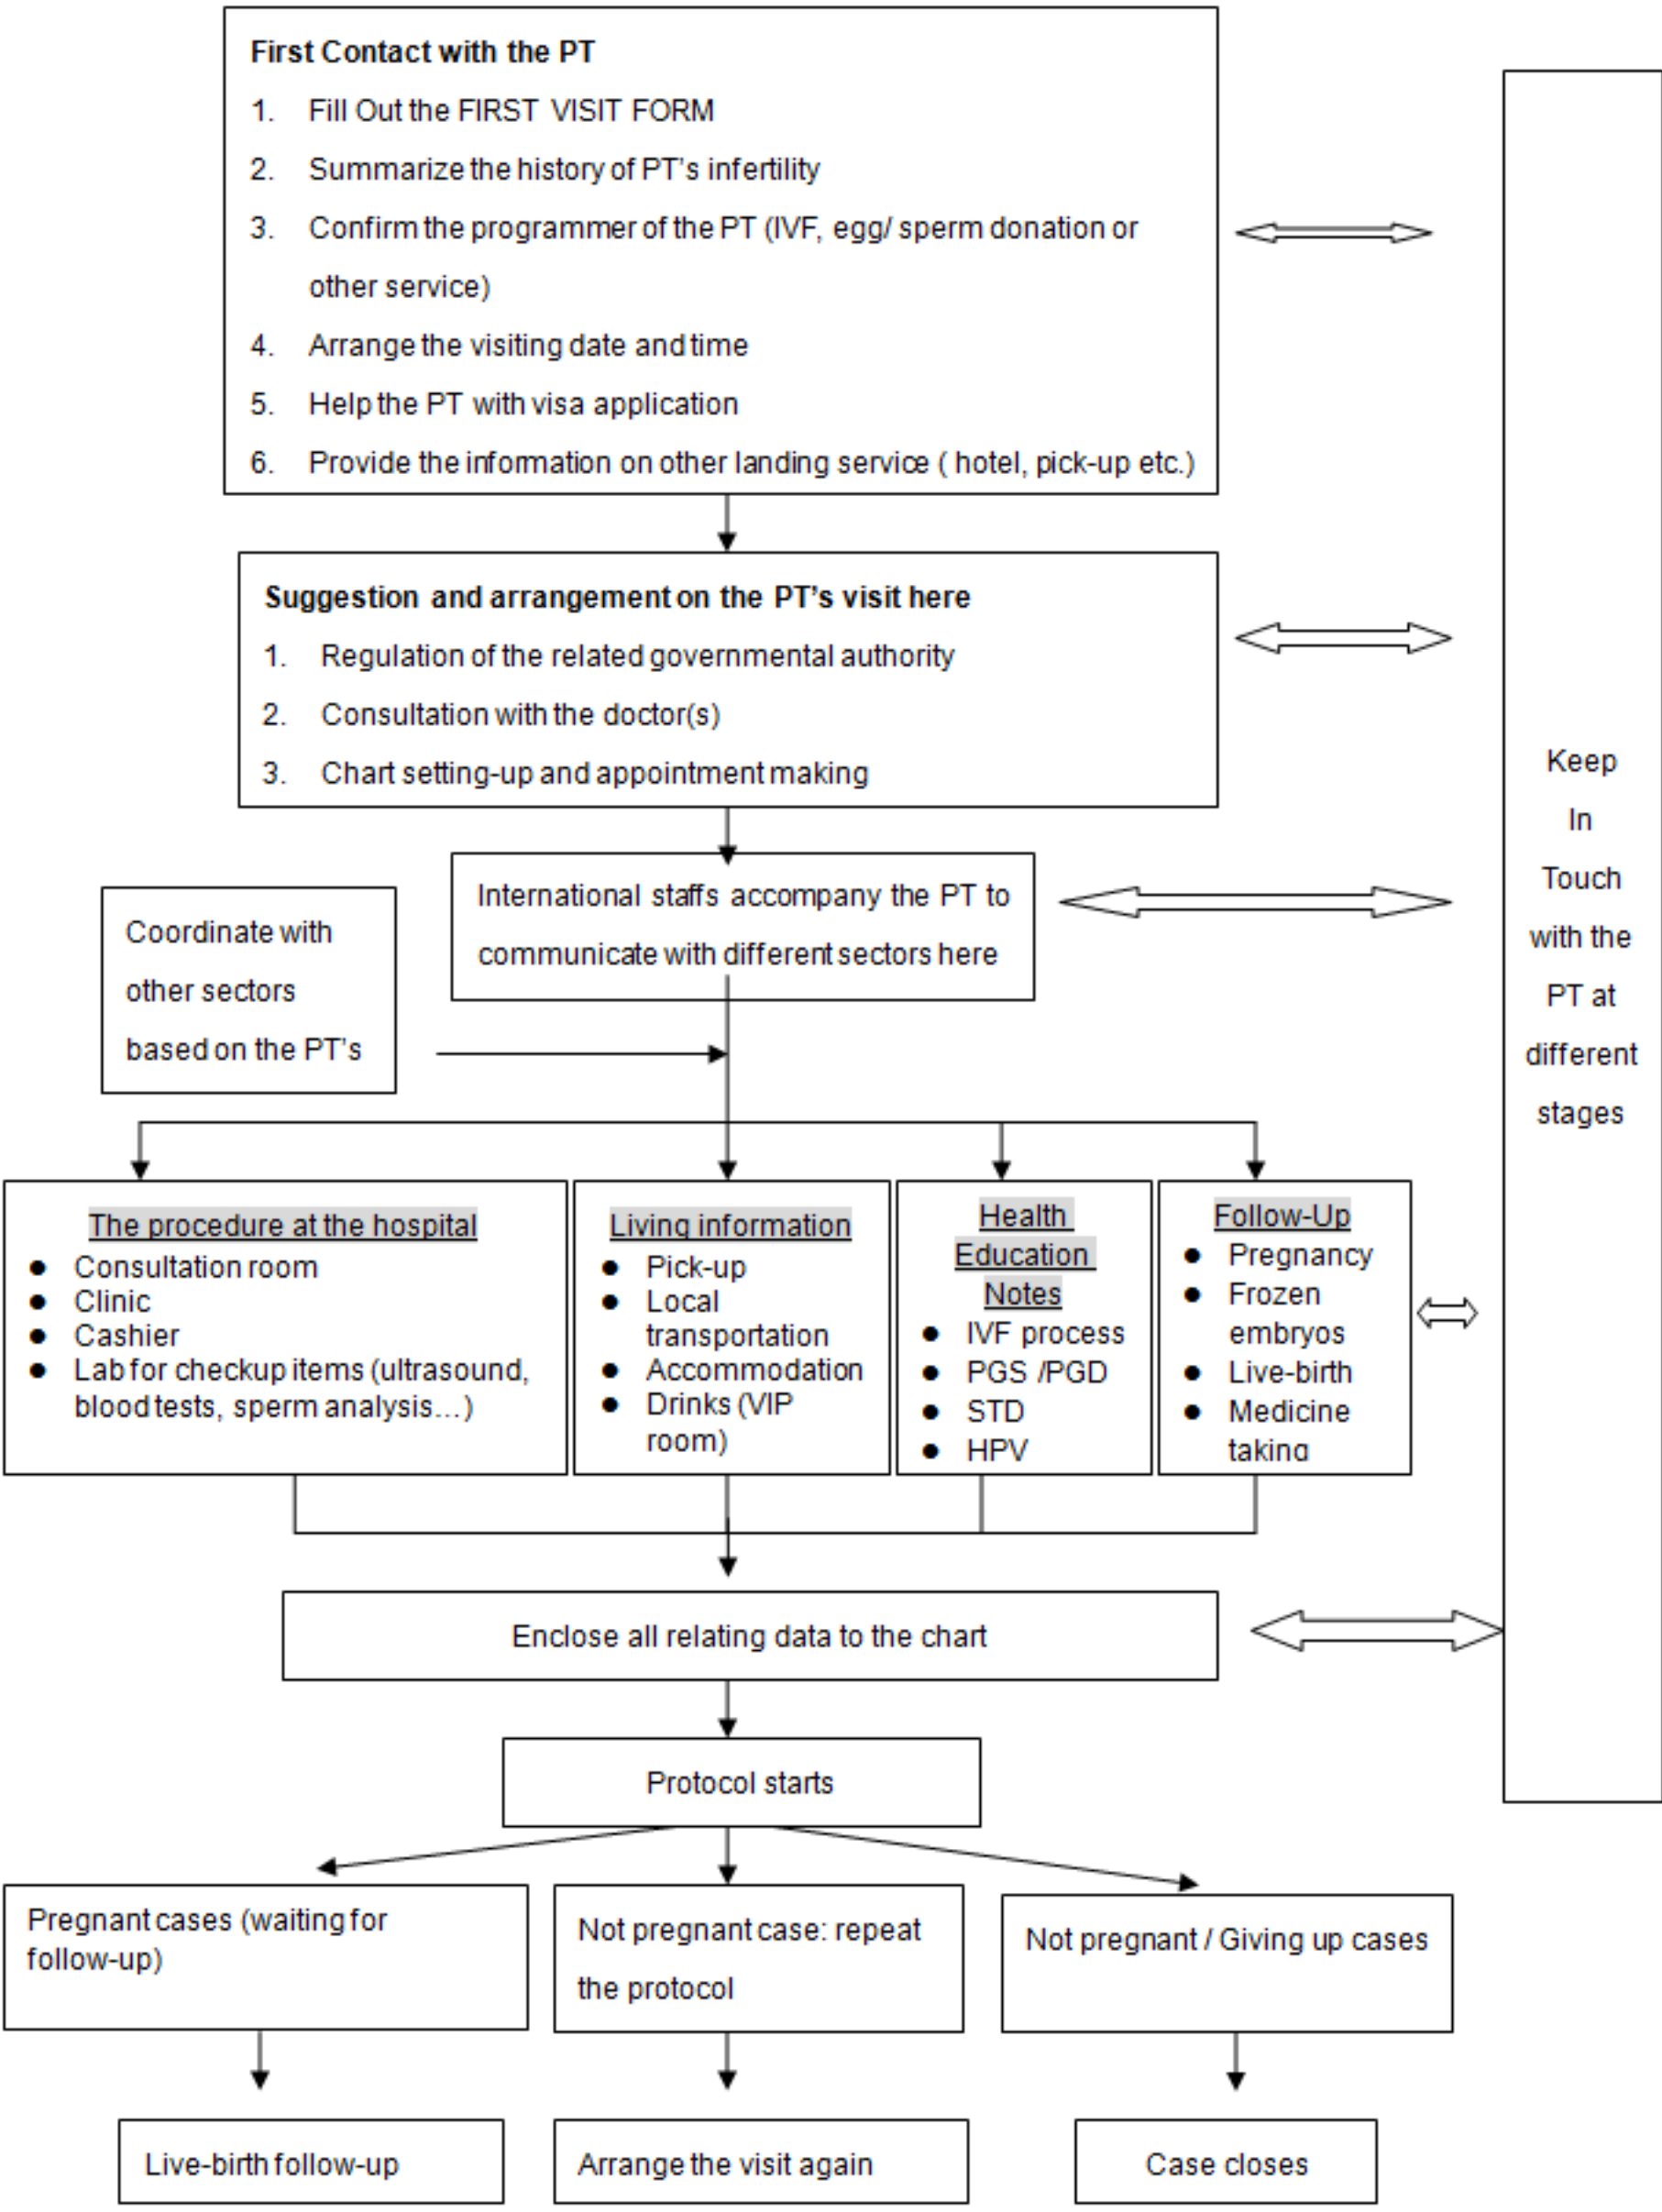 First Contact with the PT
1. Fill Out the FIRST VISIT FORM
2. Summarize the history of PT's infertility
3. Confirm the programmer of the PT (IVF, egg/ sperm donation or
other service)
4. Arrange the visiting date and time
5. Help the PT with visa application
6. Provide the information on other landing service ( hotel, pick-up etc.)
Suggestion and arrangement on the PT's visit here
1. Regulation of the related governmental authority
2. Consultation with the doctor(s)
3. Chart setting-up and appointment making
International staffs accompany the PT to
communicate with different sectors here
Coordinate with
other sectors
based on the PT's
Keep
In
Touch
with the
PT at
different
stages
The procedure at the hospital
● Consultation room
● Clinic
● Cashier
● Lab for checkup items (ultrasound,
blood tests, sperm analysis…)
Living information
● Pick-up
● Local
transportation
● Accommodation
● Drinks (VIP
room)
Health
Education
Notes
● IVF process
● PGS /PGD
● STD
● HPV
Follow-Up
● Pregnancy
● Frozen
embryos
● Live-birth
● Medicine
taking
Enclose all relating data to the chart
Protocol starts
Pregnant cases (waiting for
follow-up)
Not pregnant case: repeat
the protocol
Not pregnant / Giving up cases
Live-birth follow-up
Arrange the visit again
Case closes